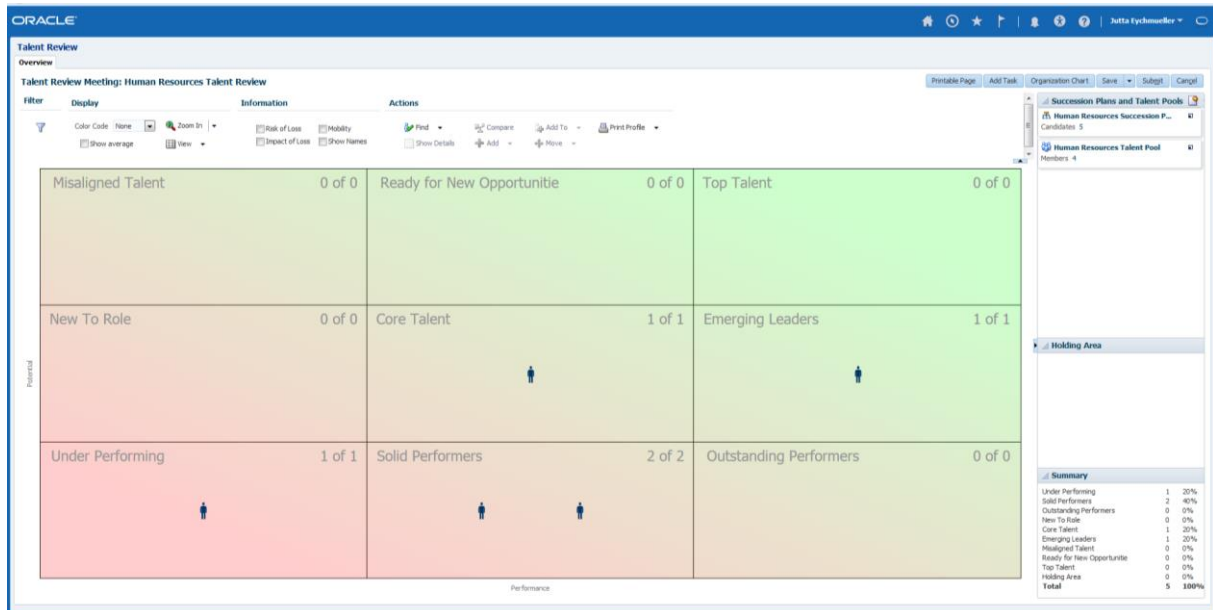 ORACLE
Jutta Eychmueller
Talent Review
Overview
Talent Review Meeting: Human Resources Talent Review
Printable Page Add Task Organization Chart Save Submit Cancel
Filter Display Information Actions
Color Code None Zoom In Risk of Loss Mobility Find Compare Add To Print Profile
Show average View Impact of Loss Show Names Show Details Add Move
Succession Plans and Talent Pools
Human Resources Succession P...
Candidates 5
Human Resources Talent Pool
Members 4
Misaligned Talent 0 of 0 Ready for New Opportunitie 0 of 0 Top Talent 0 of 0
New To Role 0 of 0 Core Talent 1 of 1 Emerging Leaders 1 of 1
Holding Area
Potential
Under Performing 1 of 1 Solid Performers 2 of 2 Outstanding Performers 0 of 0
Performance
Summary
Under Performing 1 20%
Solid Performers 2 40%
Outstanding Performers 0 0%
New To Role 0 0%
Core Talent 1 20%
Emerging Leaders 1 20%
Misaligned Talent 0 0%
Ready for New Opportunitie 0 0%
Top Talent 0 0%
Holding Area 0 0%
Total 5 100%